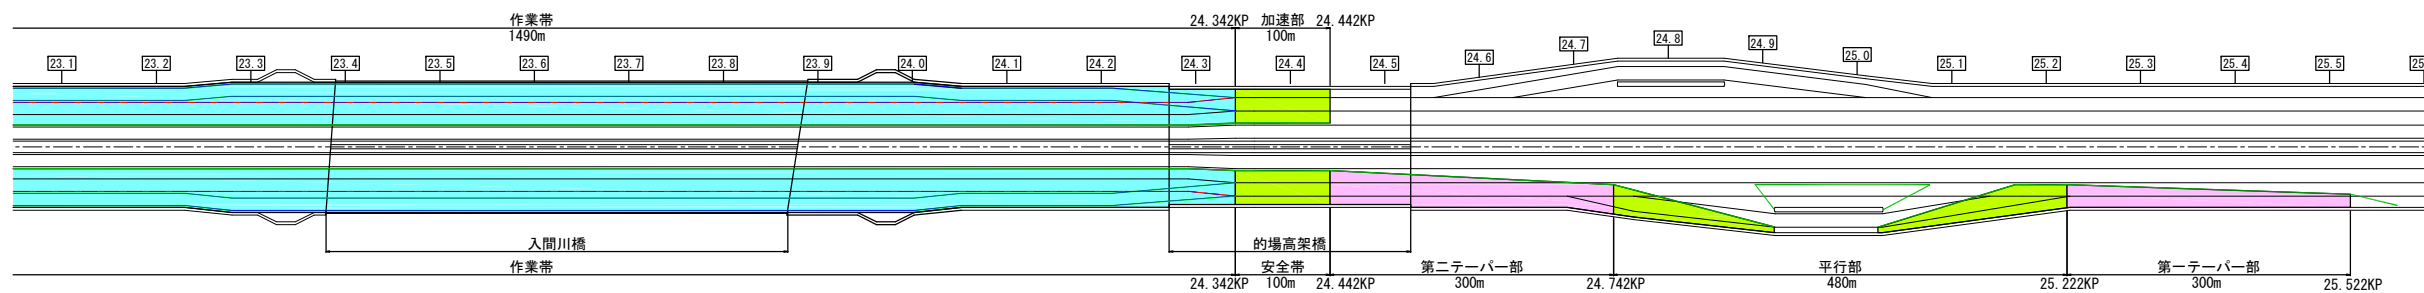 作業帯
1490m
24.342KP 加速部 24.442KP
100m
23.1 23.2 23.3 23.4 23.5 23.6 23.7 23.8 23.9 24.0 24.1 24.2 24.3 24.4 24.5 24.6 24.7 24.8 24.9 25.0 25.1 25.2 25.3 25.4 25.5
入間川橋 的場高架橋
作業帯 安全帯 第二テーパー部 平行部 第一テーパー部
24.342KP 100m 24.442KP 300m 24.742KP 480m 25.222KP 300m 25.522KP